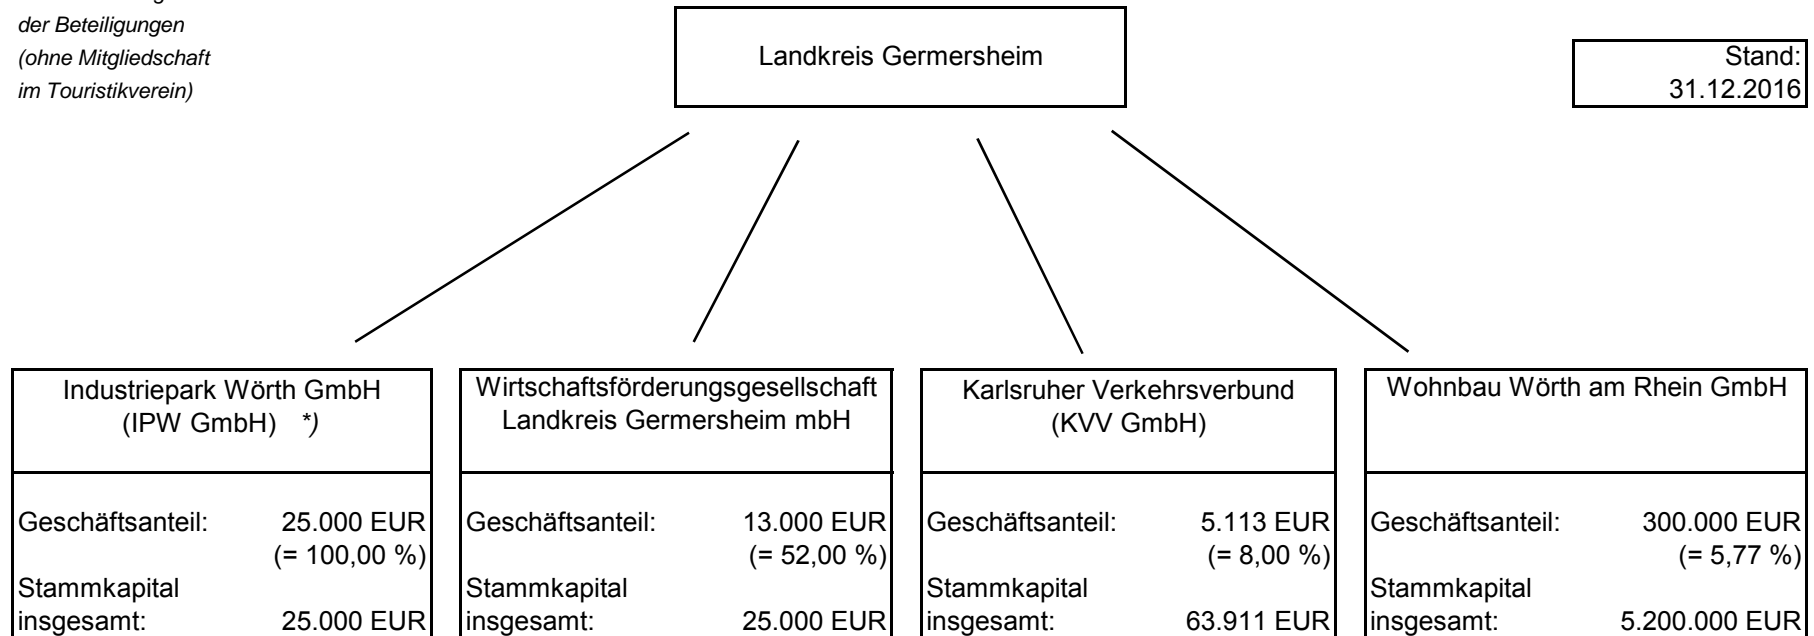 der Beteiligungen
(ohne Mitgliedschaft
im Touristikverein)
Landkreis Germersheim
Stand:
31.12.2016
Industriepark Wörth GmbH
(IPW GmbH) *)
Geschäftsanteil: 25.000 EUR
(= 100,00 %)
Stammkapital
insgesamt: 25.000 EUR
Wirtschaftsförderungsgesellschaft
Landkreis Germersheim mbH
Geschäftsanteil: 13.000 EUR
(= 52,00 %)
Stammkapital
insgesamt: 25.000 EUR
Karlsruher Verkehrsverbund
(KVV GmbH)
Geschäftsanteil: 5.113 EUR
(= 8,00 %)
Stammkapital
insgesamt: 63.911 EUR
Wohnbau Wörth am Rhein GmbH
Geschäftsanteil: 300.000 EUR
(= 5,77 %)
Stammkapital
insgesamt: 5.200.000 EUR